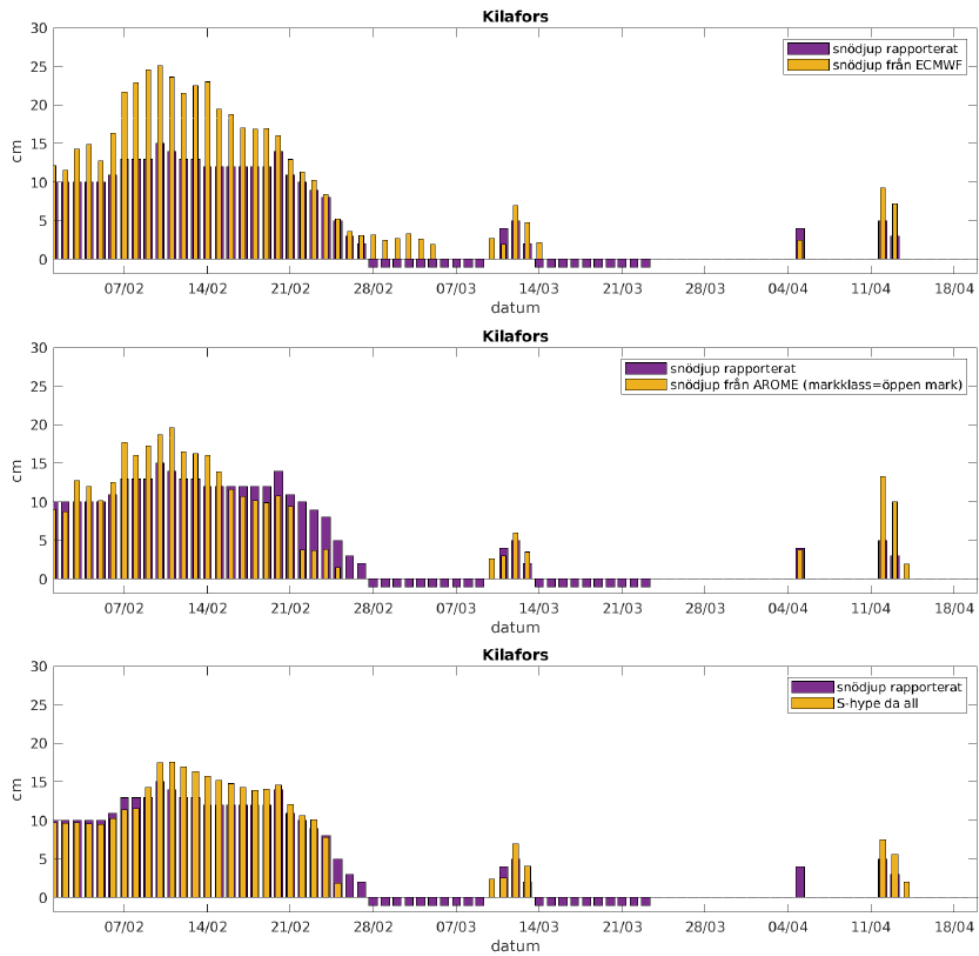 Kilafors
30
25
20
15
10
5
0
cm
snödjup rapporterat
snödjup från ECMWF
07/02 14/02 21/02 28/02 07/03 14/03 21/03 28/03 04/04 11/04 18/04
datum
Kilafors
30
25
20
15
10
5
0
cm
snödjup rapporterat
snödjup från AROME (markklass=öppen mark)
07/02 14/02 21/02 28/02 07/03 14/03 21/03 28/03 04/04 11/04 18/04
datum
Kilafors
30
25
20
15
10
5
0
cm
snödjup rapporterat
S-hype da all
07/02 14/02 21/02 28/02 07/03 14/03 21/03 28/03 04/04 11/04 18/04
datum